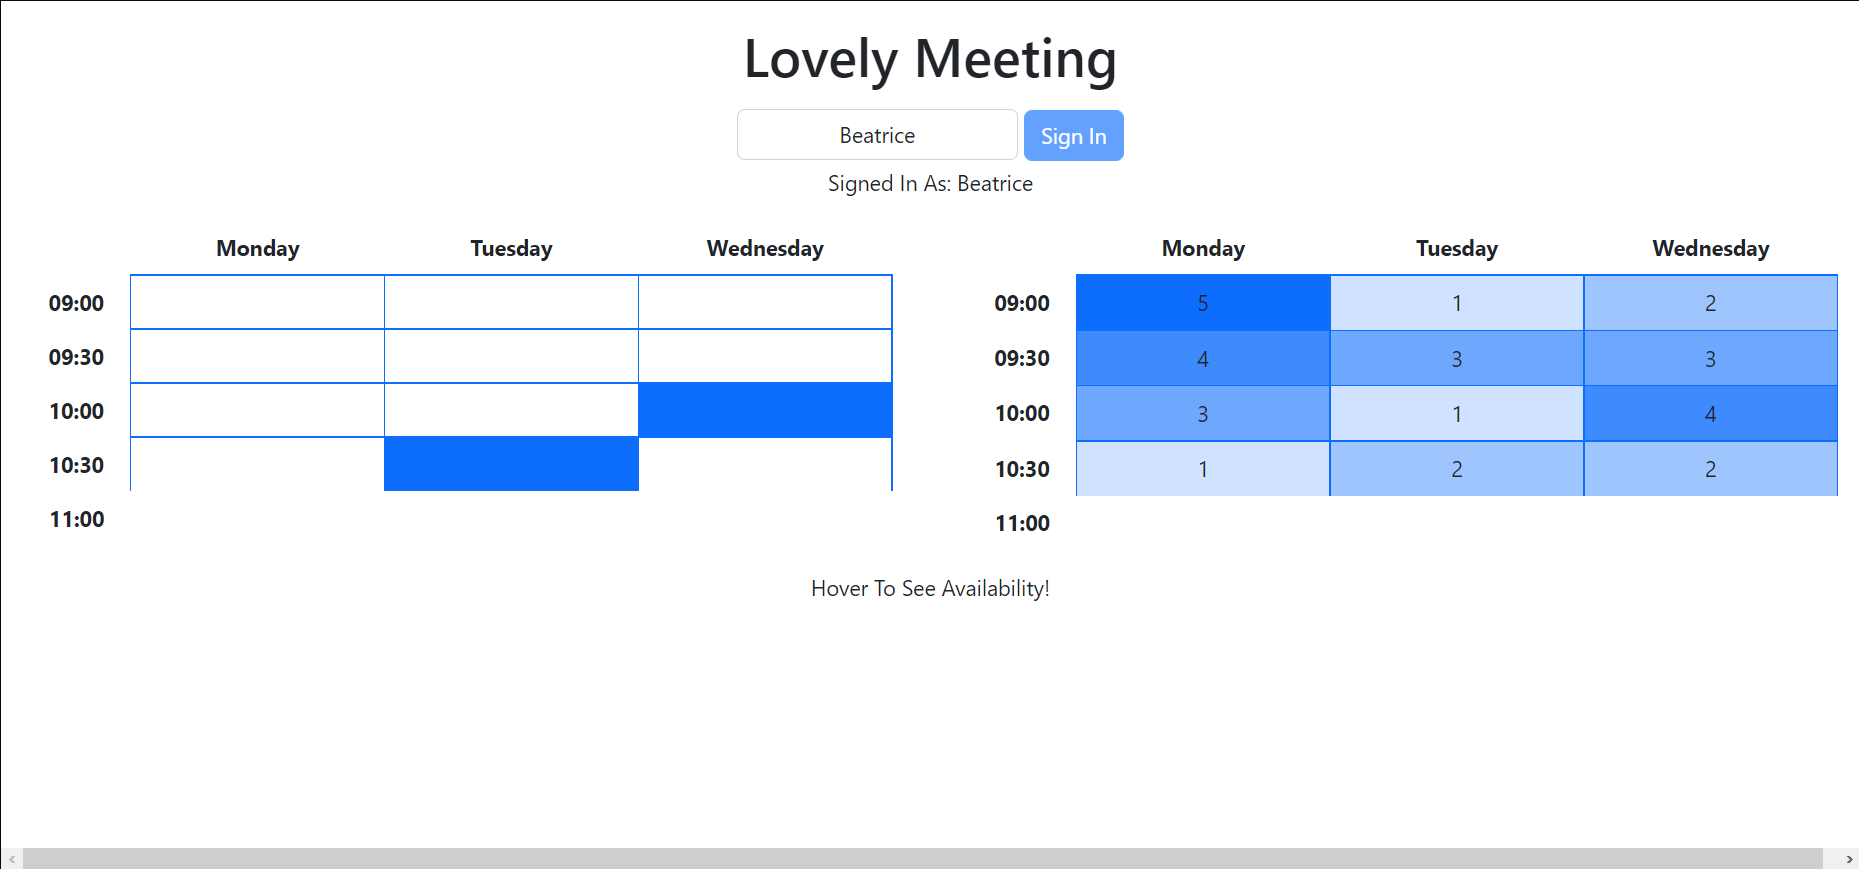 Lovely Meeting
Beatrice
Sign In
Signed In As: Beatrice
Monday Tuesday Wednesday
09:00
09:30
10:00
10:30
11:00
Monday Tuesday Wednesday
09:00 5 1 2
09:30 4 3 3
10:00 3 1 4
10:30 1 2 2
11:00
Hover To See Availability!